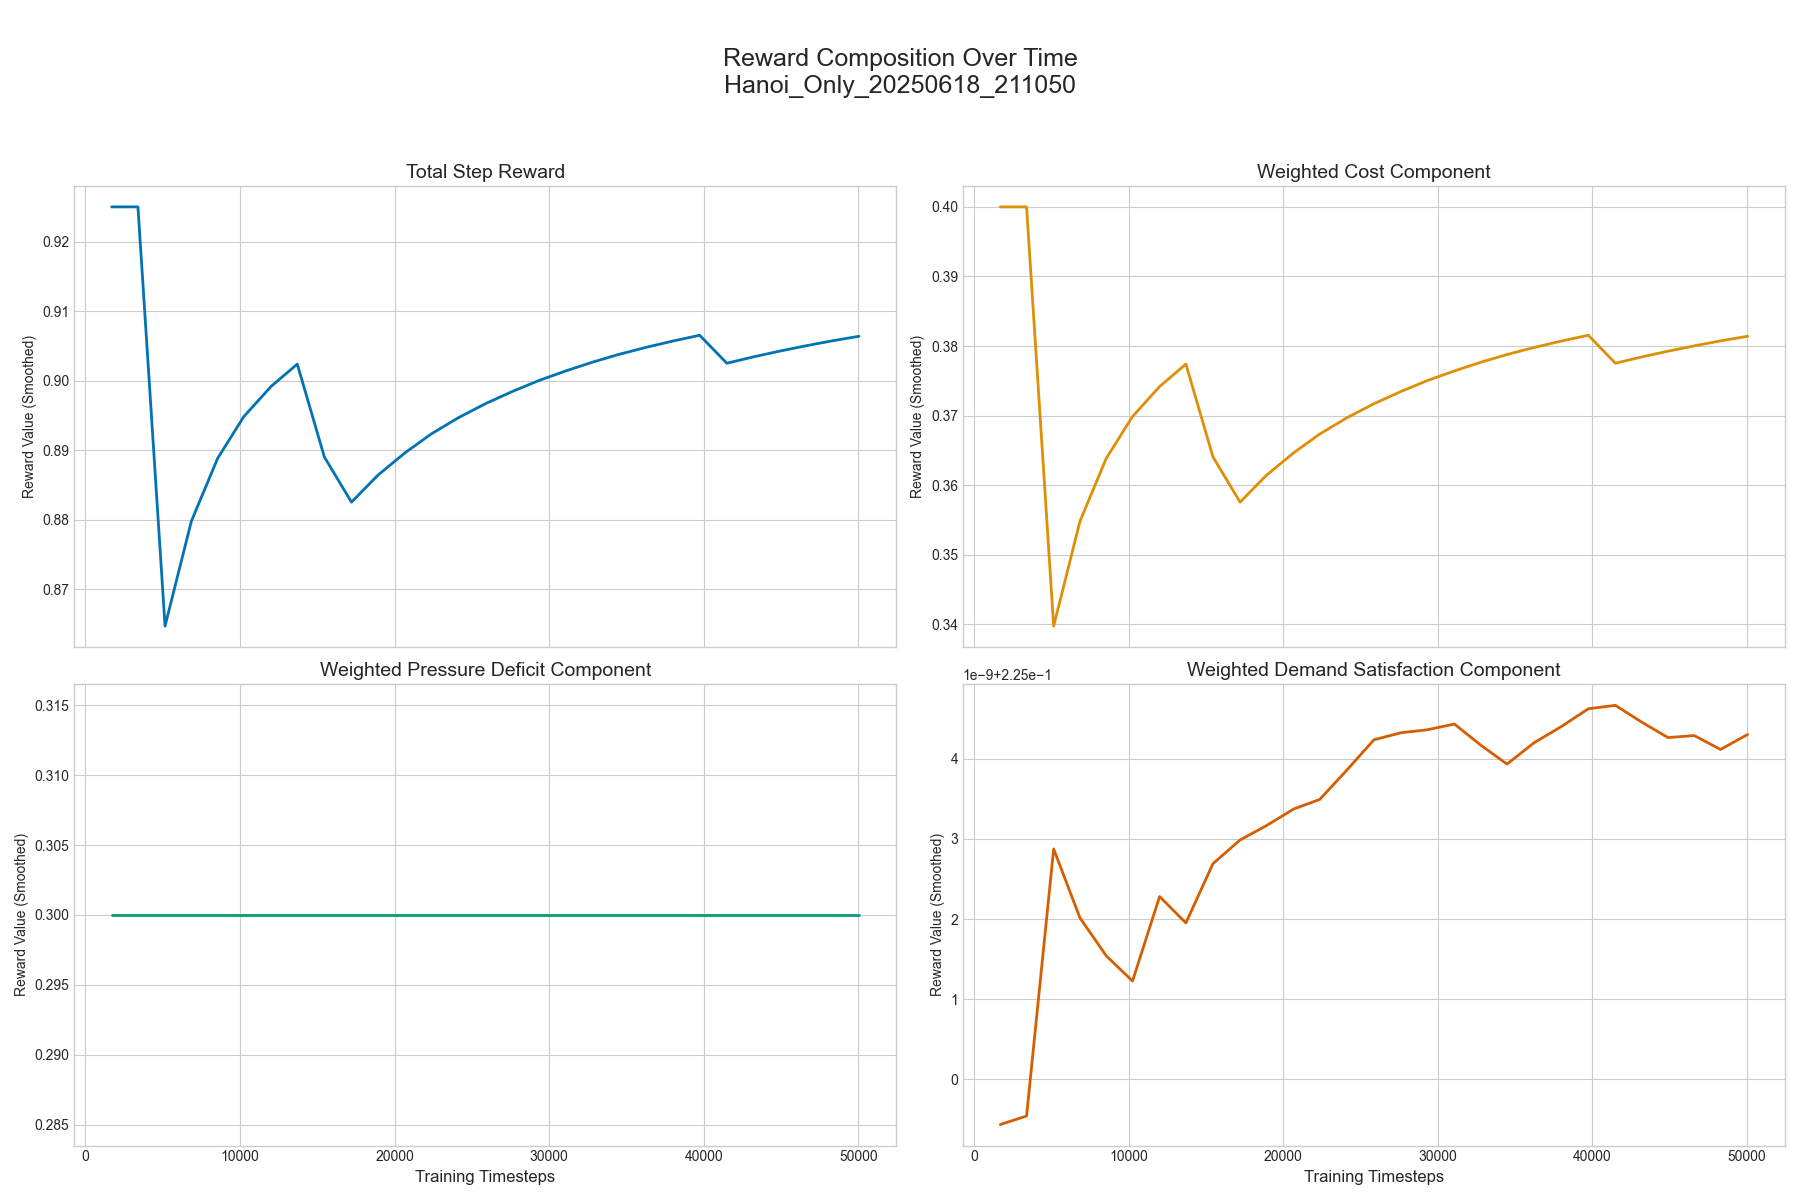 Reward Composition Over Time
Hanoi_Only_20250618_211050
Total Step Reward
Reward Value (Smoothed)
0.92
0.91
0.90
0.89
0.88
0.87
Weighted Cost Component
Reward Value (Smoothed)
0.40
0.39
0.38
0.37
0.36
0.35
0.34
Weighted Pressure Deficit Component
Reward Value (Smoothed)
0.315
0.310
0.305
0.300
0.295
0.290
0.285
0 10000 20000 30000 40000 50000
Training Timesteps
Weighted Demand Satisfaction Component
1e−9+2.25e−1
Reward Value (Smoothed)
4
3
2
1
0
0 10000 20000 30000 40000 50000
Training Timesteps